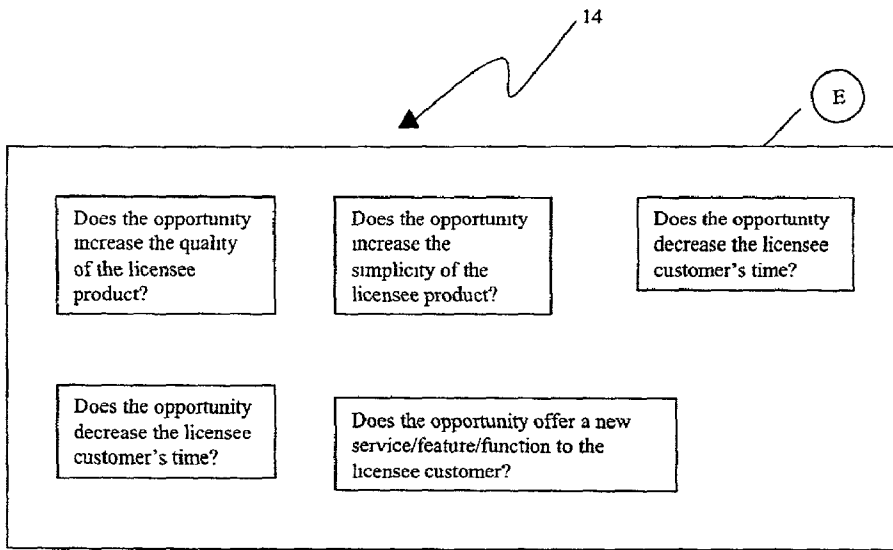 14
E
Does the opportunity
increase the quality
of the licensee
product?
Does the opportunity
increase the
simplicity of the
licensee product?
Does the opportunity
decrease the licensee
customer's time?
Does the opportunity
decrease the licensee
customer's time?
Does the opportunity offer a new
service/feature/function to the
licensee customer?